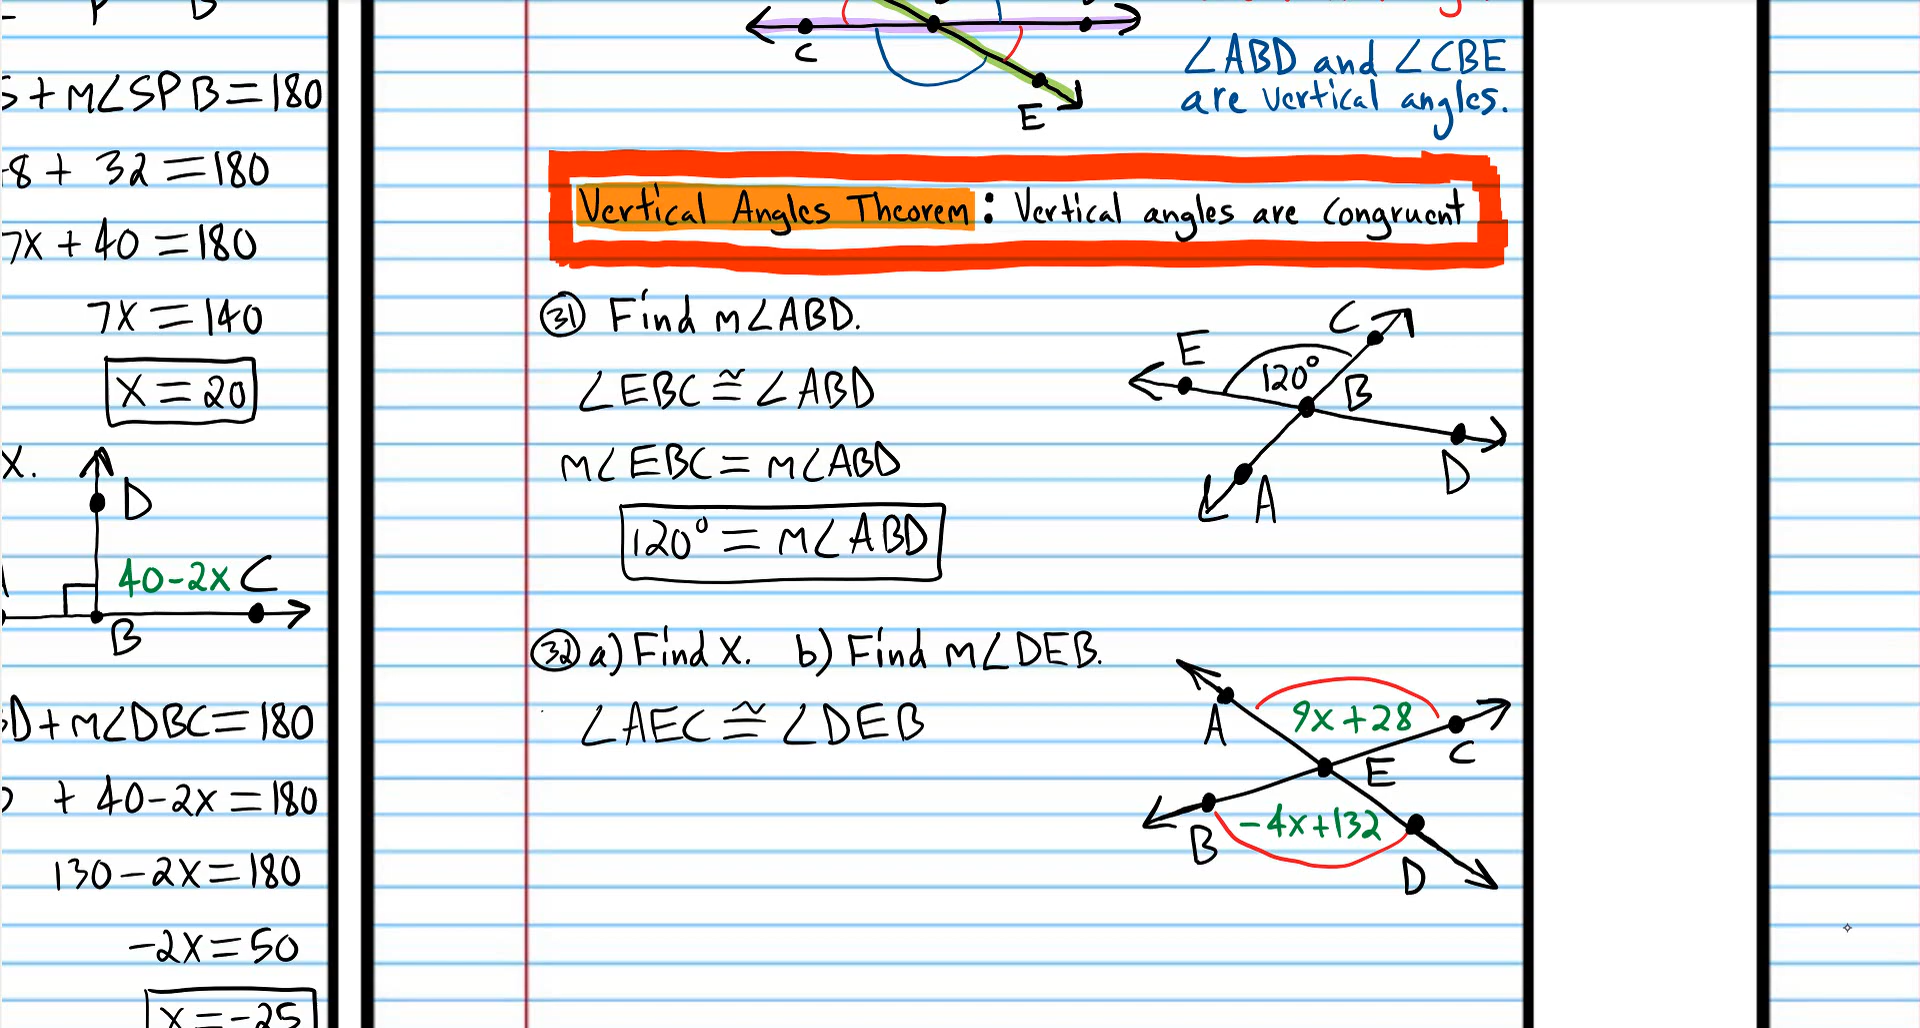 P B
S+m∠SPB=180
-8+ 32=180
7x+40=180
7x=140
x=20
x.
D
40-2x C
B
D+m∠DBC=180
+ 40-2x=180
130-2x=180
-2x=50
x=-25
C
E
∠ABD and ∠CBE
are vertical angles.
Vertical Angles Theorem: Vertical angles are congruent
31 Find m∠ABD.
∠EBC≅∠ABD
m∠EBC=m∠ABD
120°=m∠ABD
C
E
120°
B
D
A
32 a) Find x. b) Find m∠DEB.
∠AEC≅∠DEB
A
9x+28
C
E
-4x+132
B
D